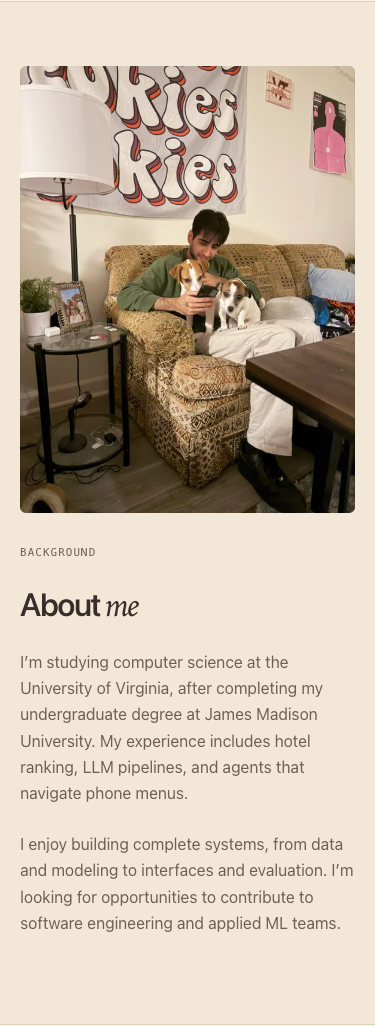 okies
kies
BACKGROUND
About me
I’m studying computer science at the
University of Virginia, after completing my
undergraduate degree at James Madison
University. My experience includes hotel
ranking, LLM pipelines, and agents that
navigate phone menus.
I enjoy building complete systems, from data
and modeling to interfaces and evaluation. I’m
looking for opportunities to contribute to
software engineering and applied ML teams.